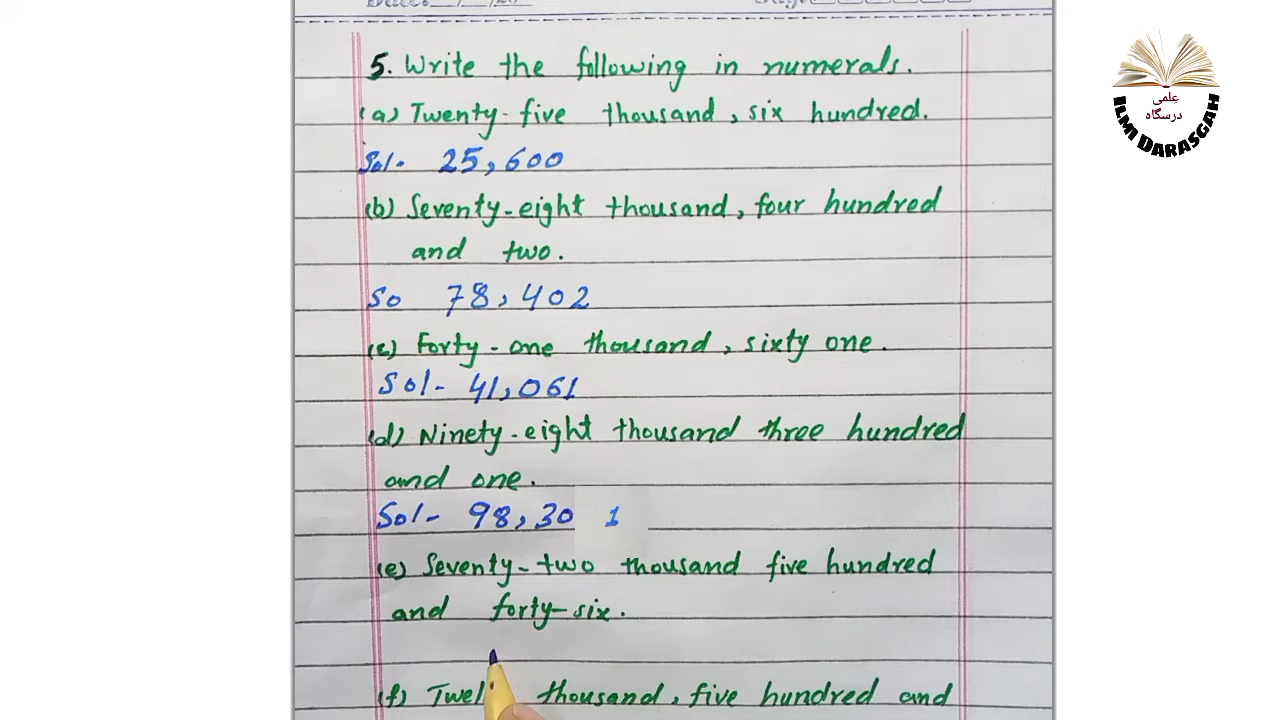 5. Write the following in numerals.
(a) Twenty-five thousand, six hundred.
Sol- 25,600
(b) Seventy-eight thousand, four hundred
and two.
So 78,402
(c) Forty-one thousand, sixty one.
Sol- 41,061
(d) Ninety-eight thousand three hundred
and one.
Sol- 98,30 1
(e) Seventy-two thousand five hundred
and forty-six.
(f) Twel thousand, five hundred and
علمی
درسگاہ
ILMI DARASGAH